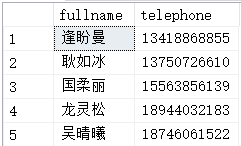 fullname telephone
1 逢盼曼 13418868855
2 耿如冰 13750726610
3 国柔丽 15563856139
4 龙灵松 18944032183
5 吴晴曦 18746061522